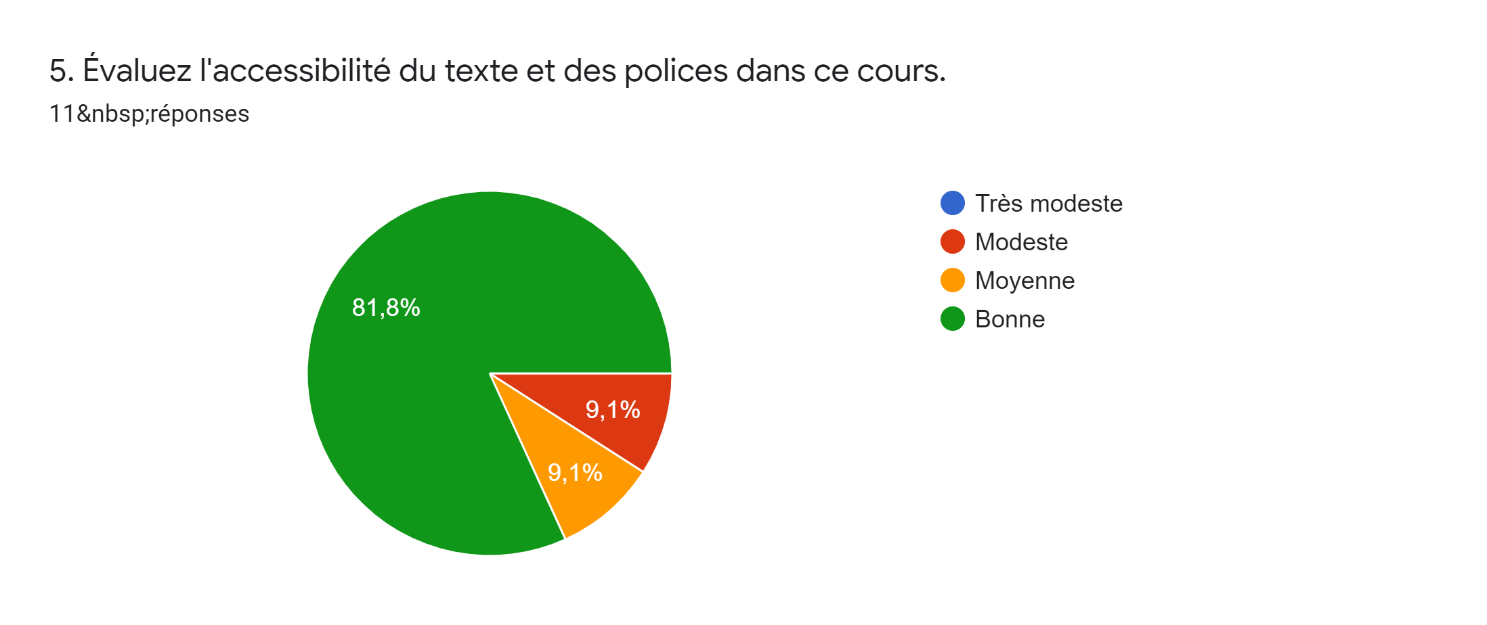 5. Évaluez l'accessibilité du texte et des polices dans ce cours.
11&nbsp;réponses
Très modeste
Modeste
Moyenne
Bonne
81,8%
9,1%
9,1%